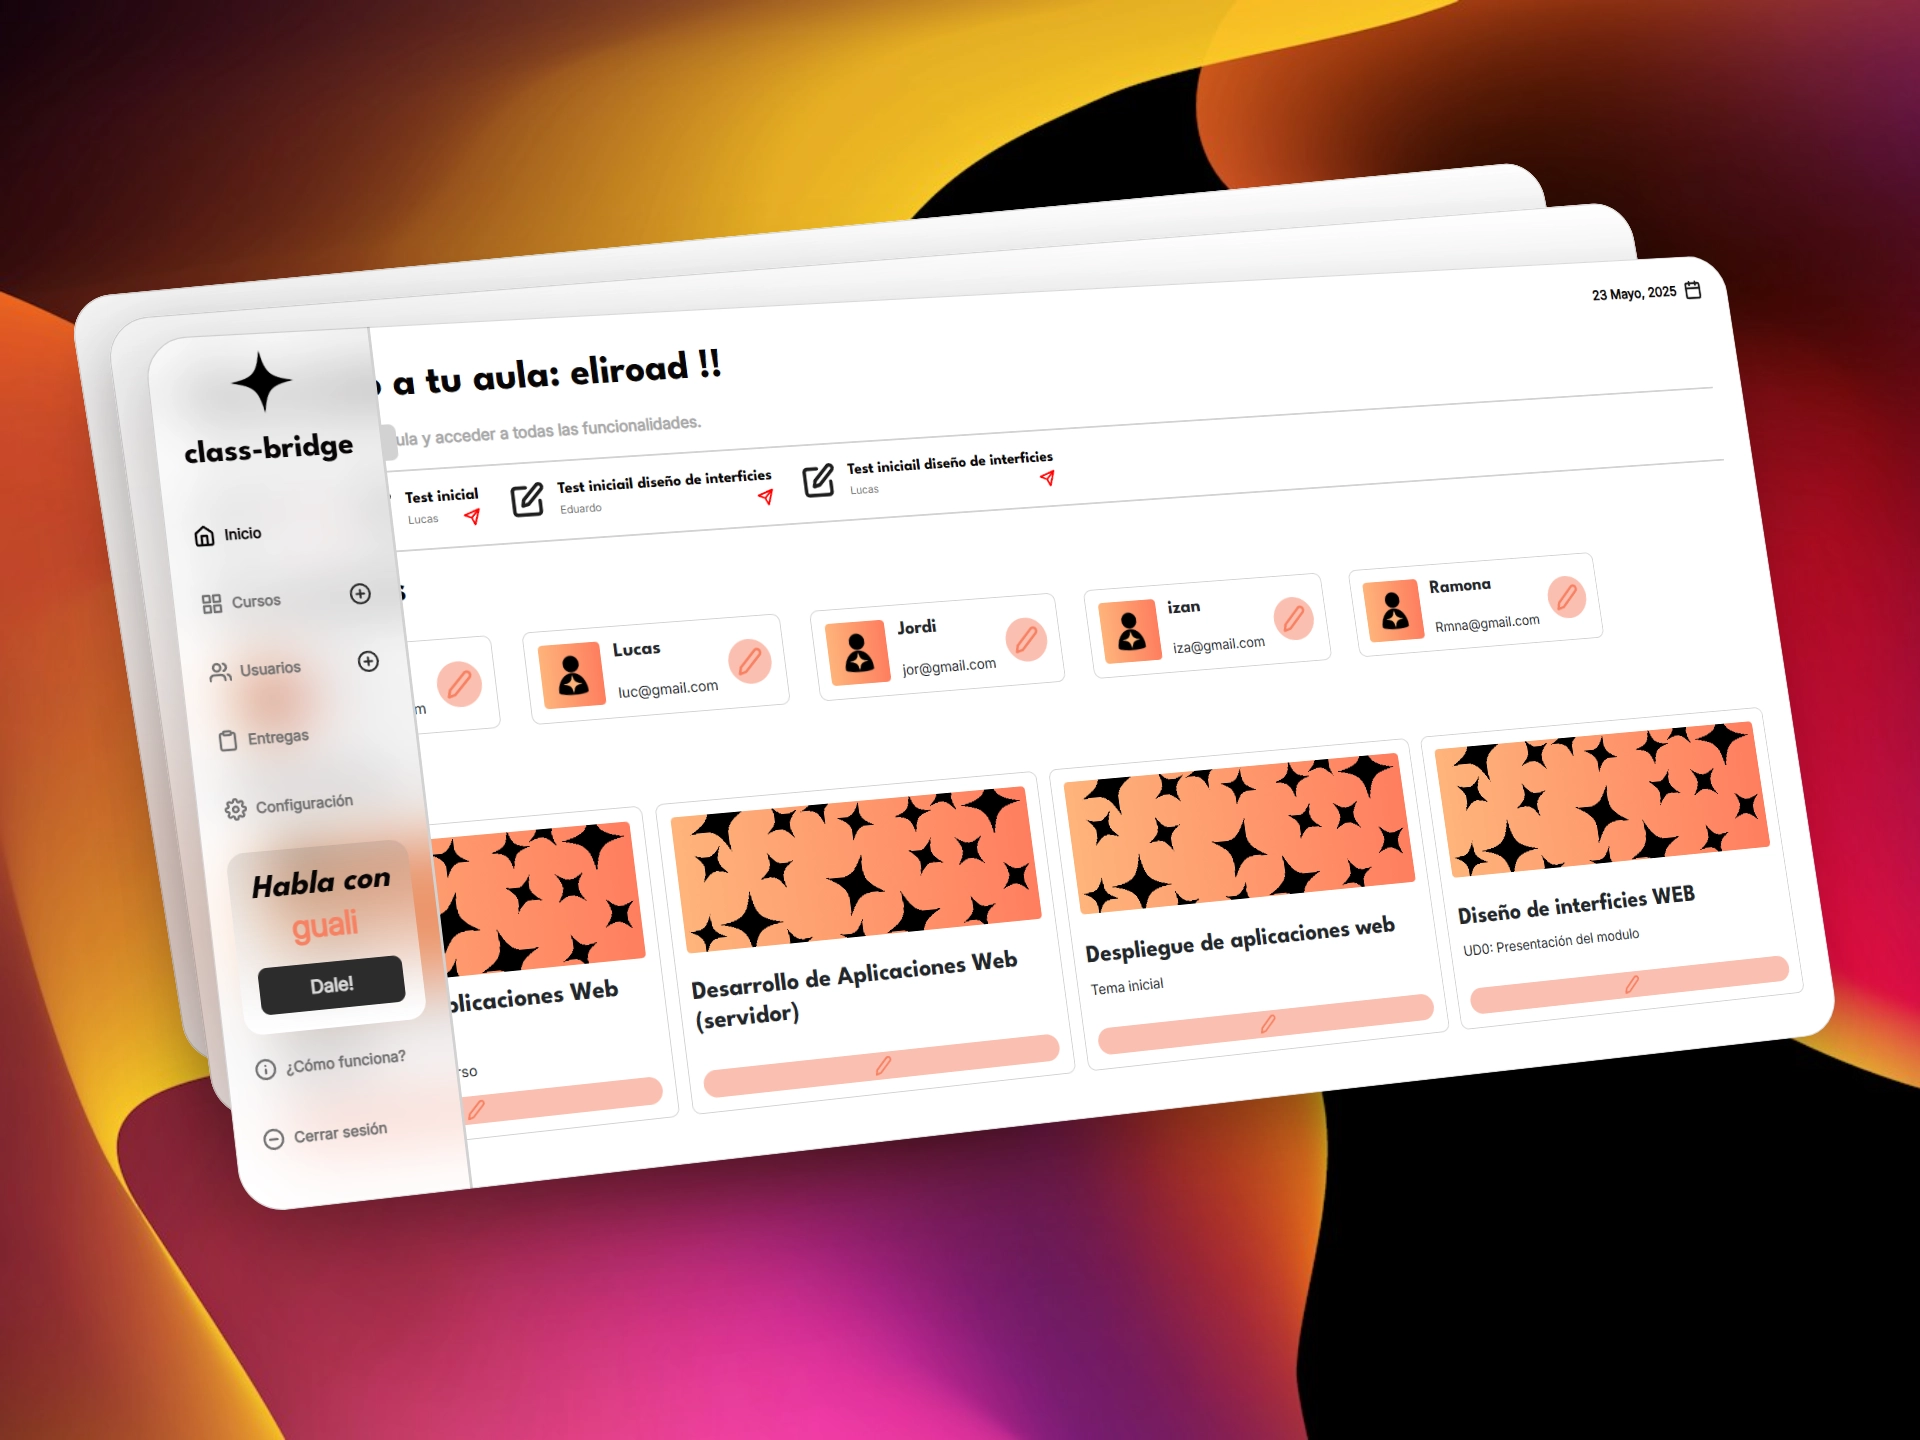 class-bridge
Inicio
Cursos
Usuarios
Entregas
Configuración
Habla con
guali
Dale!
¿Cómo funciona?
Cerrar sesión
23 Mayo, 2025
a tu aula: eliroad !!
y acceder a todas las funcionalidades.
Test inicial
Lucas
Test iniciail diseño de interficies
Eduardo
Test iniciail diseño de interficies
Lucas
Lucas
luc@gmail.com
Jordi
jor@gmail.com
izan
iza@gmail.com
Ramona
Rmna@gmail.com
plicaciones Web
rso
Desarrollo de Aplicaciones Web
(servidor)
Despliegue de aplicaciones web
Tema inicial
Diseño de interficies WEB
UD0: Presentación del modulo